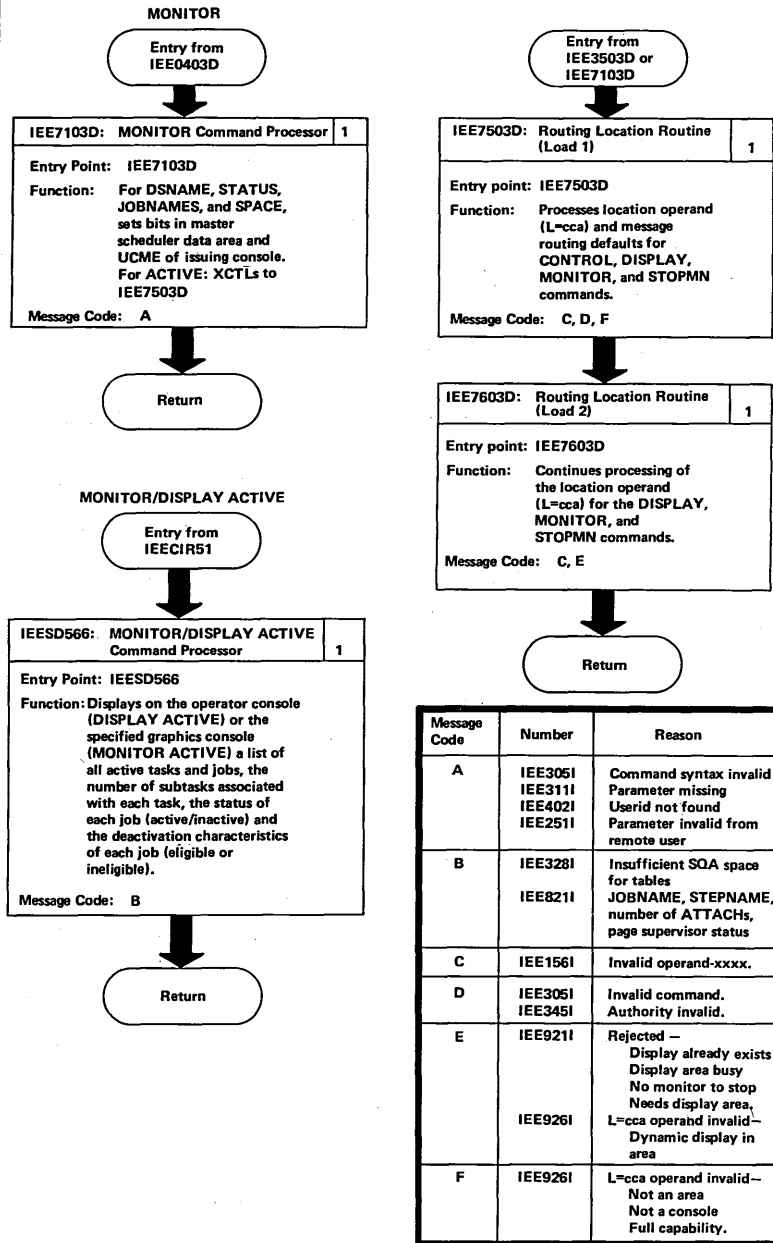 MONITOR
Entry from
IEE0403D
IEE7103D: MONITOR Command Processor 1
Entry Point: IEE7103D
Function: For DSNAME, STATUS,
JOBNAMES, and SPACE,
sets bits in master
scheduler data area and
UCME of issuing console.
For ACTIVE: XCTLs to
IEE7503D
Message Code: A
Return
MONITOR/DISPLAY ACTIVE
Entry from
IEECIR51
IEESD566: MONITOR/DISPLAY ACTIVE
Command Processor 1
Entry Point: IEESD566
Function: Displays on the operator console
(DISPLAY ACTIVE) or the
specified graphics console
(MONITOR ACTIVE) a list of
all active tasks and jobs, the
number of subtasks associated
with each task, the status of
each job (active/inactive) and
the deactivation characteristics
of each job (eligible or
ineligible).
Message Code: B
Return
Entry from
IEE3503D or
IEE7103D
IEE7503D: Routing Location Routine
(Load 1) 1
Entry point: IEE7503D
Function: Processes location operand
(L=cca) and message
routing defaults for
CONTROL, DISPLAY,
MONITOR, and STOPMN
commands.
Message Code: C, D, F
IEE7603D: Routing Location Routine
(Load 2) 1
Entry point: IEE7603D
Function: Continues processing of
the location operand
(L=cca) for the DISPLAY,
MONITOR, and
STOPMN commands.
Message Code: C, E
Return
Message
Code Number Reason
A IEE305I Command syntax invalid
IEE311I Parameter missing
IEE402I Userid not found
IEE251I Parameter invalid from
remote user
B IEE328I Insufficient SQA space
for tables
IEE821I JOBNAME, STEPNAME,
number of ATTACHs,
page supervisor status
C IEE156I Invalid operand-xxxx.
D IEE305I Invalid command.
IEE345I Authority invalid.
E IEE921I Rejected —
Display already exists
Display area busy
No monitor to stop
Needs display area,
IEE926I L=cca operand invalid—
Dynamic display in
area
F IEE926I L=cca operand invalid—
Not an area
Not a console
Full capability.